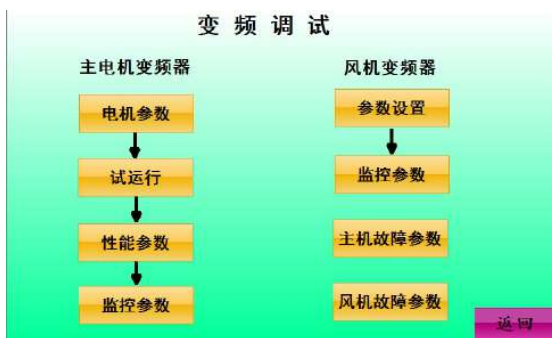 变频调试
主电机变频器
电机参数
试运行
性能参数
监控参数
风机变频器
参数设置
监控参数
主机故障参数
风机故障参数
返回